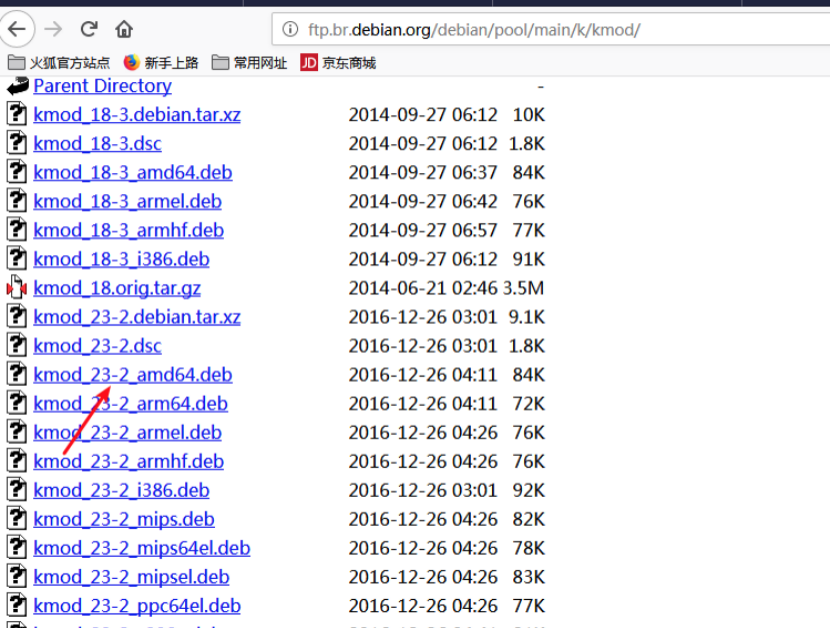 ftp.br.debian.org/debian/pool/main/k/kmod/
火狐官方站点 新手上路 常用网址 JD 京东商城
Parent Directory -
kmod_18-3.debian.tar.xz 2014-09-27 06:12 10K
kmod_18-3.dsc 2014-09-27 06:12 1.8K
kmod_18-3_amd64.deb 2014-09-27 06:37 84K
kmod_18-3_armel.deb 2014-09-27 06:42 76K
kmod_18-3_armhf.deb 2014-09-27 06:57 77K
kmod_18-3_i386.deb 2014-09-27 06:12 91K
kmod_18.orig.tar.gz 2014-06-21 02:46 3.5M
kmod_23-2.debian.tar.xz 2016-12-26 03:01 9.1K
kmod_23-2.dsc 2016-12-26 03:01 1.8K
kmod_23-2_amd64.deb 2016-12-26 04:11 84K
kmod_23-2_arm64.deb 2016-12-26 04:11 72K
kmod_23-2_armel.deb 2016-12-26 04:26 76K
kmod_23-2_armhf.deb 2016-12-26 04:26 76K
kmod_23-2_i386.deb 2016-12-26 03:01 92K
kmod_23-2_mips.deb 2016-12-26 04:26 82K
kmod_23-2_mips64el.deb 2016-12-26 04:26 78K
kmod_23-2_mipsel.deb 2016-12-26 04:26 83K
kmod_23-2_ppc64el.deb 2016-12-26 04:26 77K